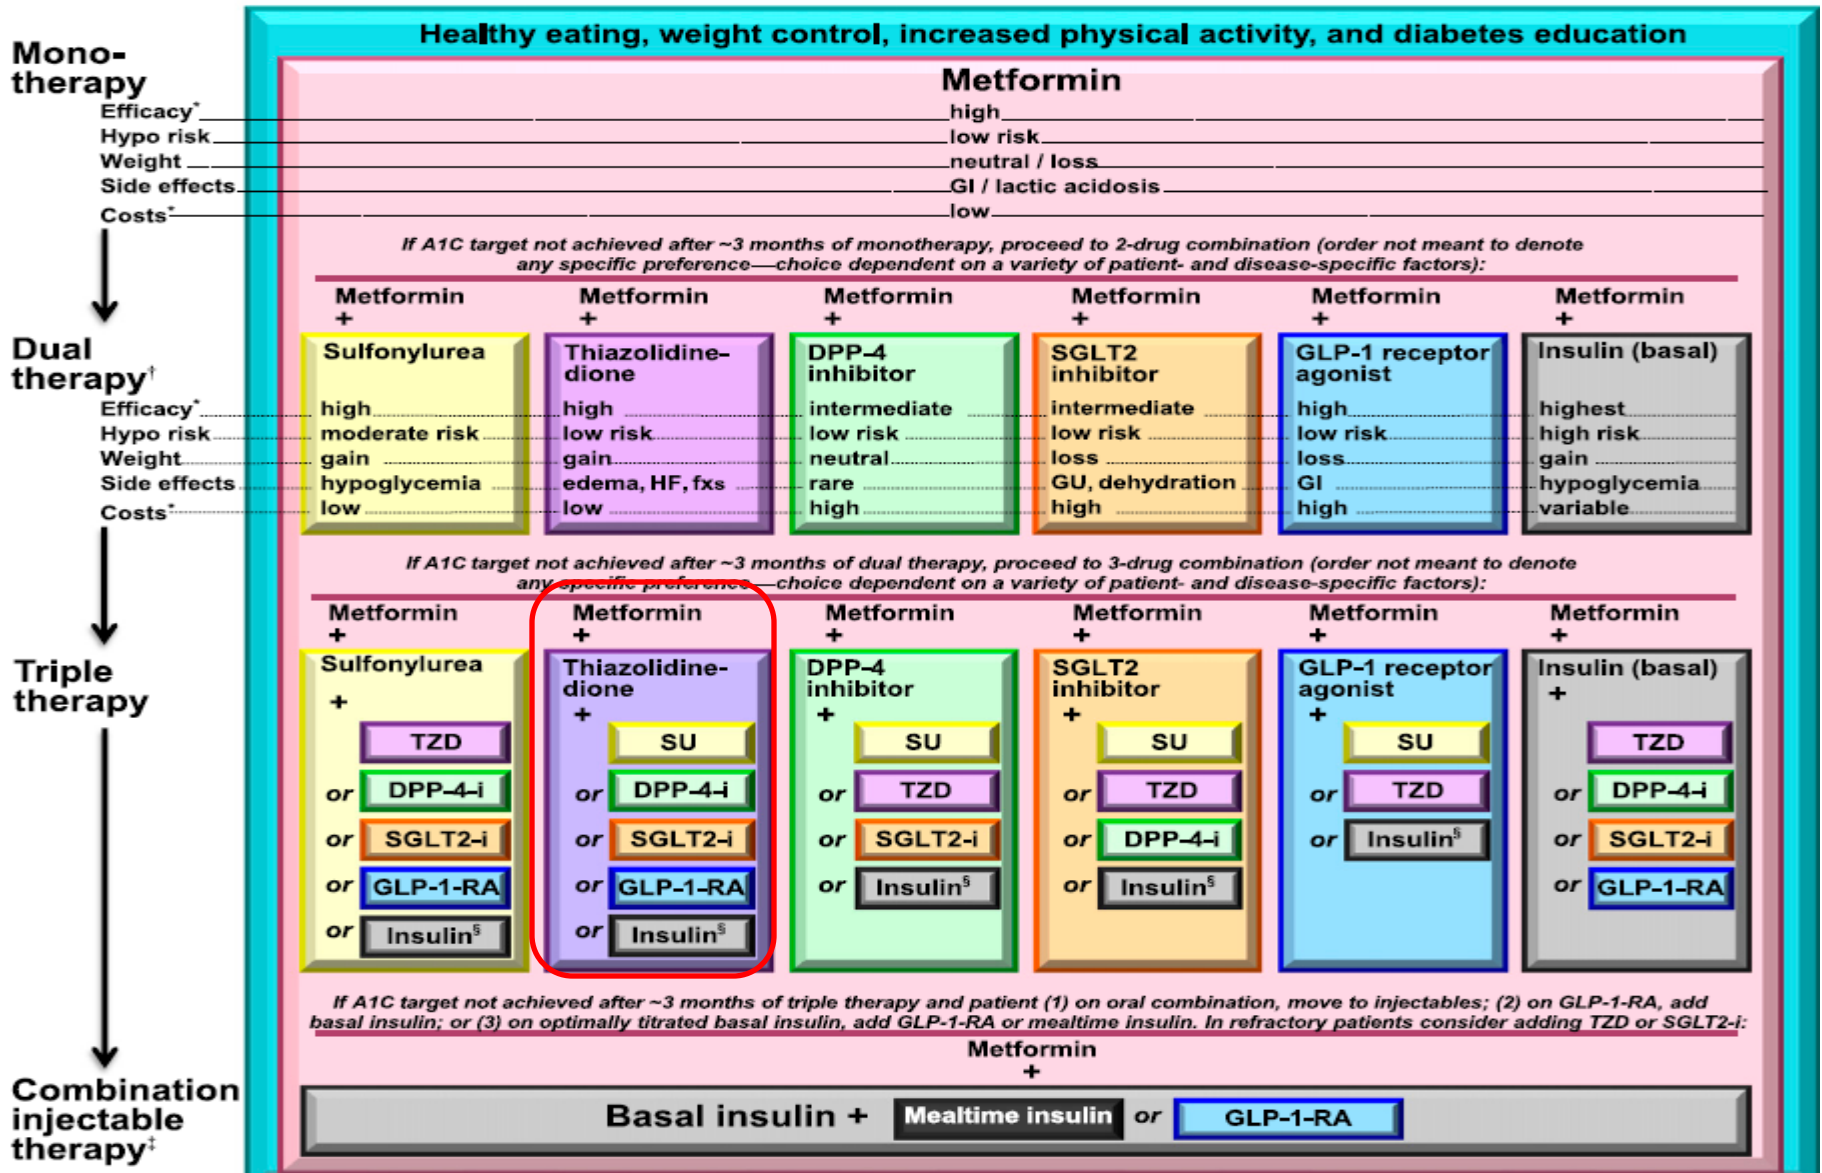 Healthy eating, weight control, increased physical activity, and diabetes education
Mono-
therapy
Metformin
Efficacy* high
Hypo risk low risk
Weight neutral / loss
Side effects GI / lactic acidosis
Costs* low
If A1C target not achieved after ~3 months of monotherapy, proceed to 2-drug combination (order not meant to denote
any specific preference—choice dependent on a variety of patient- and disease-specific factors):
Metformin Metformin Metformin Metformin Metformin Metformin
+ + + + + +
Dual
therapy†
Sulfonylurea Thiazolidine- DPP-4 SGLT2 GLP-1 receptor Insulin (basal)
dione inhibitor inhibitor agonist
Efficacy* high high intermediate intermediate high highest
Hypo risk moderate risk low risk low risk low risk low risk high risk
Weight gain gain neutral loss loss gain
Side effects hypoglycemia edema, HF, fxs rare GU, dehydration GI hypoglycemia
Costs* low low high high high variable
If A1C target not achieved after ~3 months of dual therapy, proceed to 3-drug combination (order not meant to denote
any specific preference—choice dependent on a variety of patient- and disease-specific factors):
Metformin Metformin Metformin Metformin Metformin Metformin
+ + + + + +
Triple
therapy
Sulfonylurea Thiazolidine- DPP-4 SGLT2 GLP-1 receptor Insulin (basal)
dione inhibitor inhibitor agonist
+ + + + + +
TZD SU SU SU SU TZD
or DPP-4-i or DPP-4-i or TZD or TZD or TZD or DPP-4-i
or SGLT2-i or SGLT2-i or SGLT2-i or DPP-4-i or Insulin§ or SGLT2-i
or GLP-1-RA or GLP-1-RA or Insulin§ or Insulin§ or GLP-1-RA
or Insulin§ or Insulin§
If A1C target not achieved after ~3 months of triple therapy and patient (1) on oral combination, move to injectables; (2) on GLP-1-RA, add
basal insulin; or (3) on optimally titrated basal insulin, add GLP-1-RA or mealtime insulin. In refractory patients consider adding TZD or SGLT2-i:
Metformin
+
Combination
injectable
therapy‡
Basal insulin + Mealtime insulin or GLP-1-RA